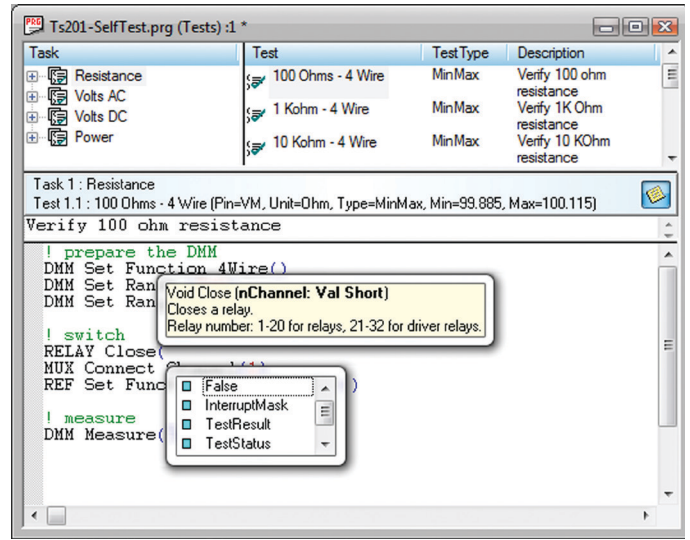 PRG Ts201-SelfTest.prg (Tests) :1 *
Task Test TestType Description
Resistance
Volts AC
Volts DC
Power
100 Ohms - 4 Wire MinMax Verify 100 ohm
resistance
1 Kohm - 4 Wire MinMax Verify 1K Ohm
resistance
10 Kohm - 4 Wire MinMax Verify 10 KOhm
resistance
Task 1 : Resistance
Test 1.1 : 100 Ohms - 4 Wire (Pin=VM, Unit=Ohm, Type=MinMax, Min=99.885, Max=100.115)
Verify 100 ohm resistance
! prepare the DMM
DMM Set Function 4Wire()
DMM Set Ran
DMM Set Ran
Void Close (nChannel: Val Short)
Closes a relay.
Relay number: 1-20 for relays, 21-32 for driver relays.
! switch
RELAY Close(
MUX Connect
REF Set Func )
False
InterruptMask
TestResult
TestStatus
! measure
DMM Measure(